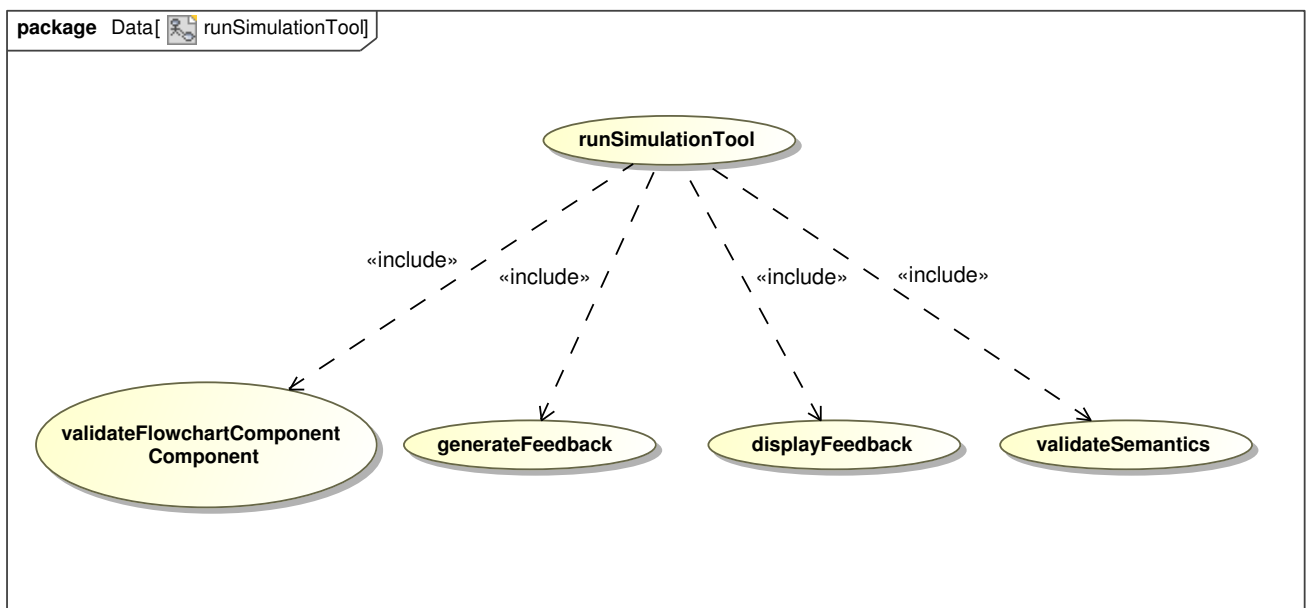 package Data[ runSimulationTool]
runSimulationTool
«include»
«include»
«include»
«include»
validateFlowchartComponent
Component
generateFeedback
displayFeedback
validateSemantics